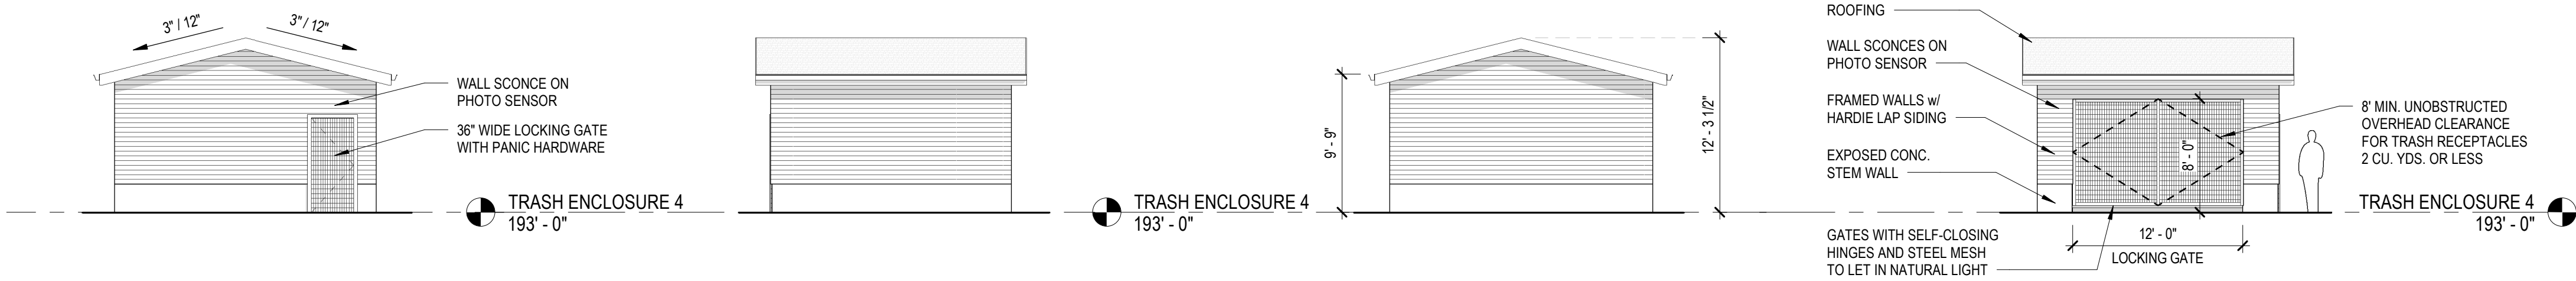 3" / 12"
3" / 12"
WALL SCONCE ON
PHOTO SENSOR
36" WIDE LOCKING GATE
WITH PANIC HARDWARE
TRASH ENCLOSURE 4
193' - 0"
TRASH ENCLOSURE 4
193' - 0"
9' - 9"
12' - 3 1/2"
ROOFING
WALL SCONCES ON
PHOTO SENSOR
FRAMED WALLS w/
HARDIE LAP SIDING
EXPOSED CONC.
STEM WALL
GATES WITH SELF-CLOSING
HINGES AND STEEL MESH
TO LET IN NATURAL LIGHT
8' - 0"
12' - 0"
LOCKING GATE
8' MIN. UNOBSTRUCTED
OVERHEAD CLEARANCE
FOR TRASH RECEPTACLES
2 CU. YDS. OR LESS
TRASH ENCLOSURE 4
193' - 0"